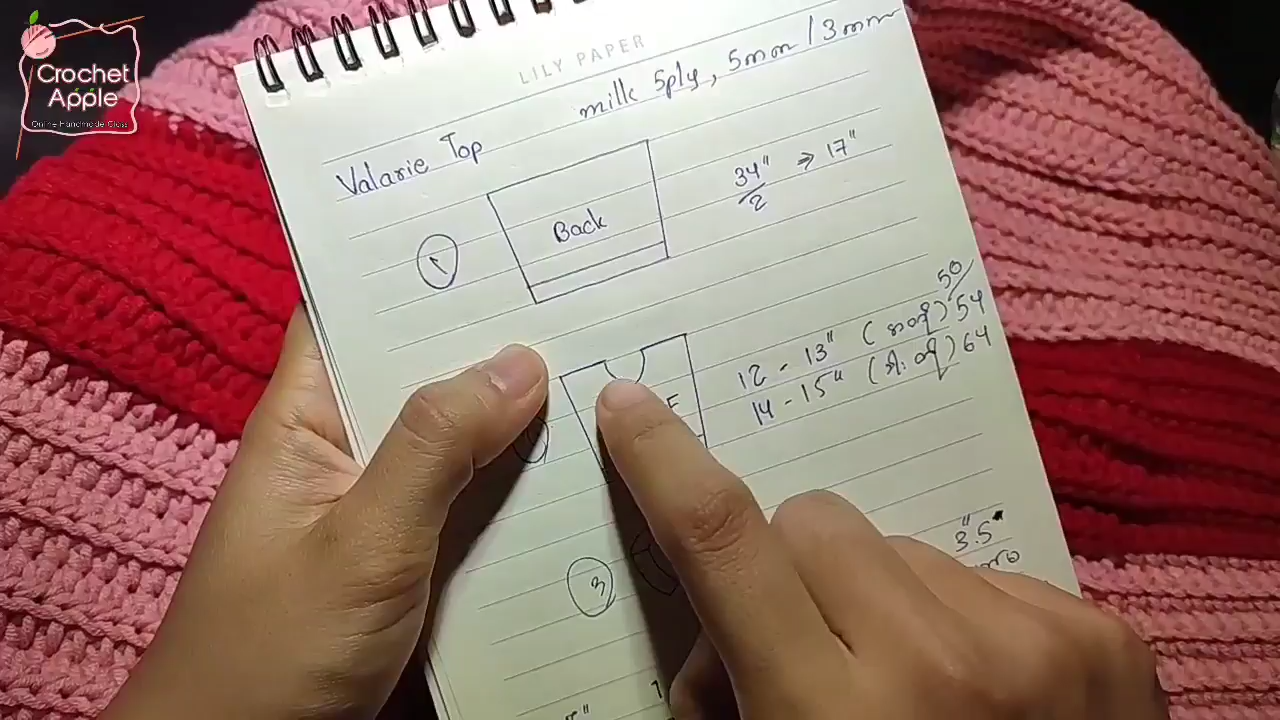 Crochet
Apple
Online Handmade Class
LILY PAPER
milk 5ply, 5mm / 3mm
Valarie Top
34"/2 → 17"
Back
1
50
12 - 13" 54
14 - 15" 64
F
3.5"
3